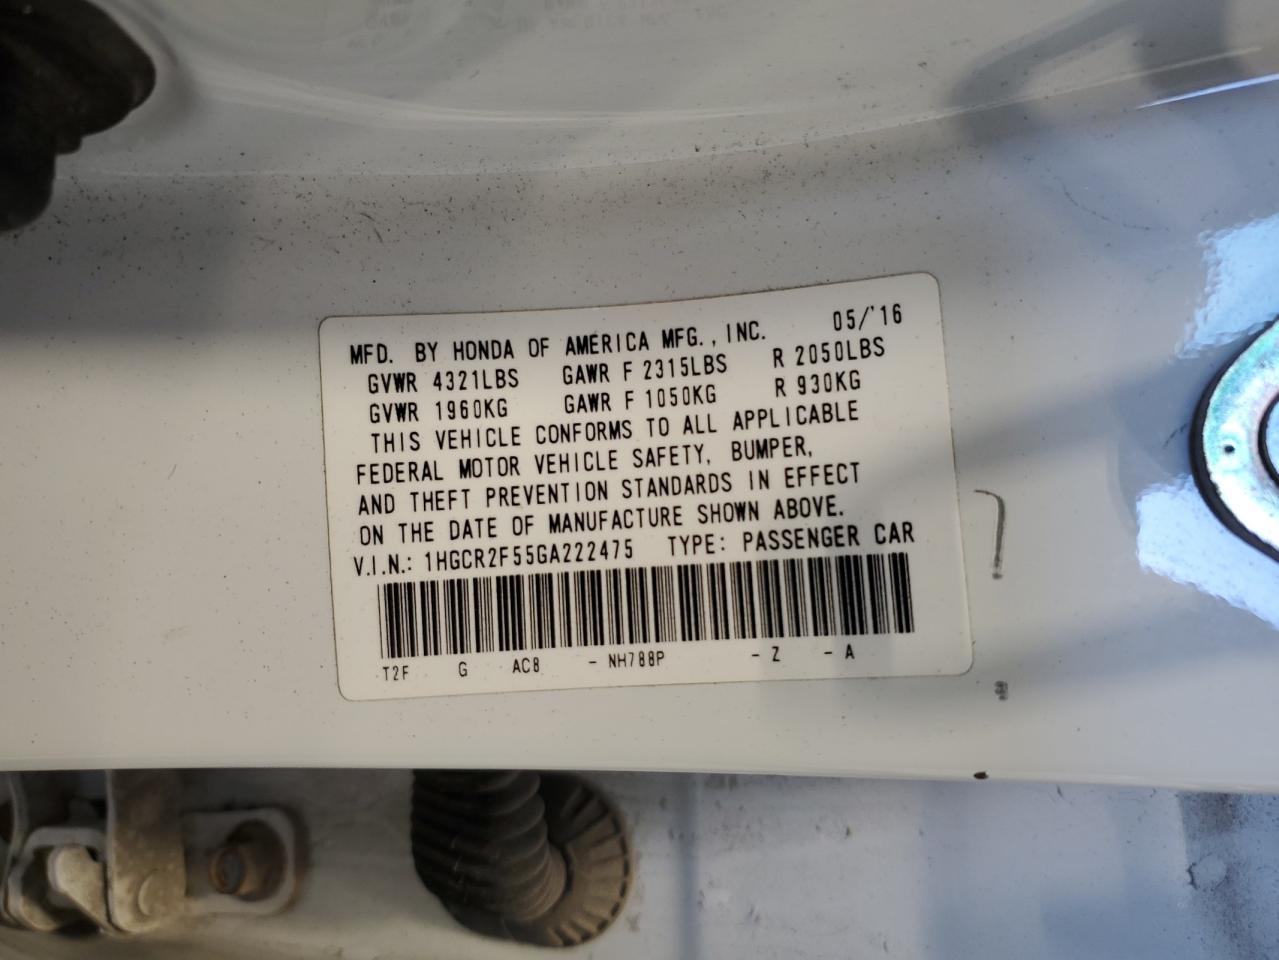 MFD. BY HONDA OF AMERICA MFG., INC. 05/'16
GVWR 4321LBS GAWR F 2315LBS R 2050LBS
GVWR 1960KG GAWR F 1050KG R 930KG
THIS VEHICLE CONFORMS TO ALL APPLICABLE
FEDERAL MOTOR VEHICLE SAFETY, BUMPER,
AND THEFT PREVENTION STANDARDS IN EFFECT
ON THE DATE OF MANUFACTURE SHOWN ABOVE.
V.I.N.: 1HGCR2F55GA222475 TYPE: PASSENGER CAR
T2F G AC8 - NH788P - Z - A